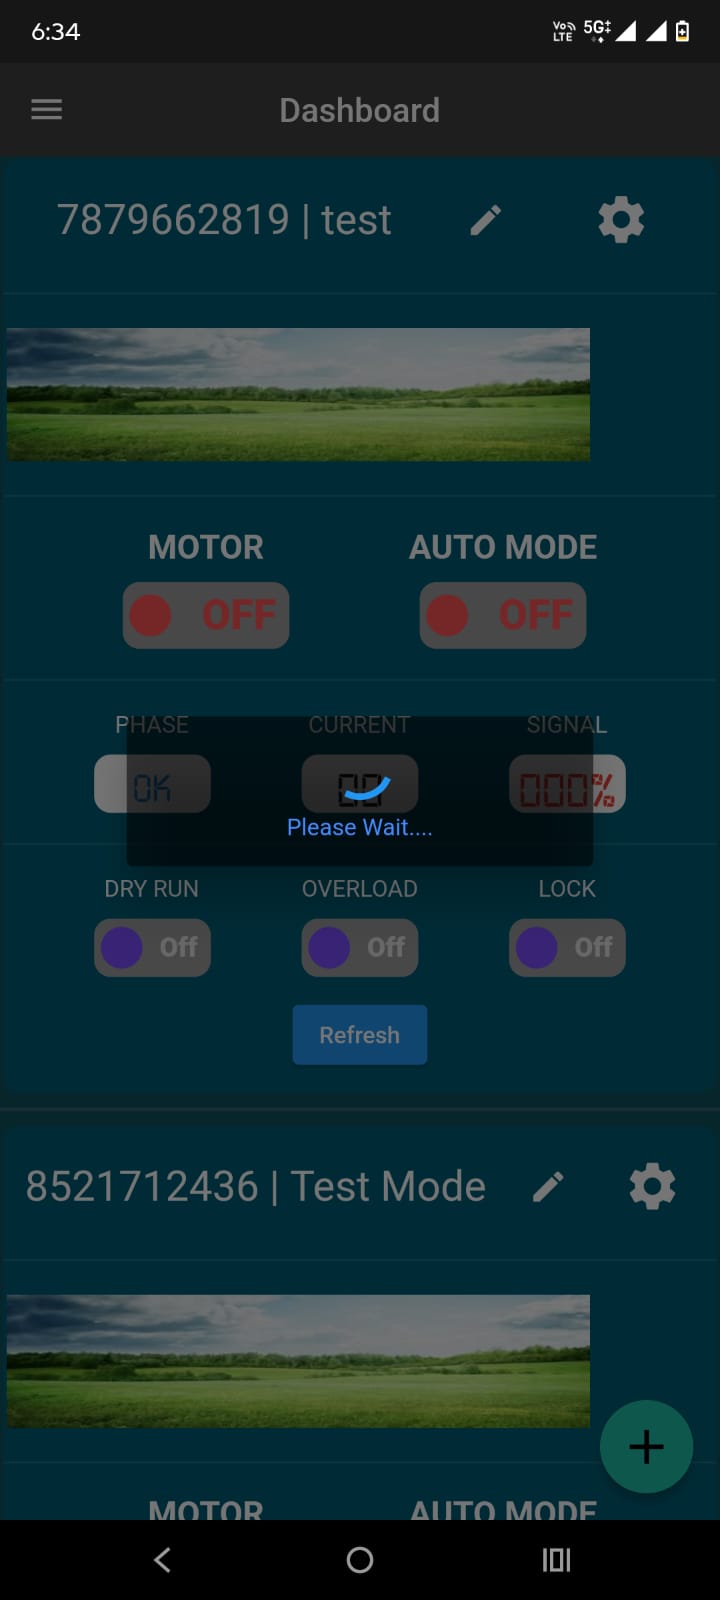 6:34
Vo LTE 5G
Dashboard
7879662819 | test
MOTOR AUTO MODE
OFF OFF
PHASE CURRENT SIGNAL
OK 00 000%
Please Wait....
DRY RUN OVERLOAD LOCK
Off Off Off
Refresh
8521712436 | Test Mode
MOTOR AUTO MODE